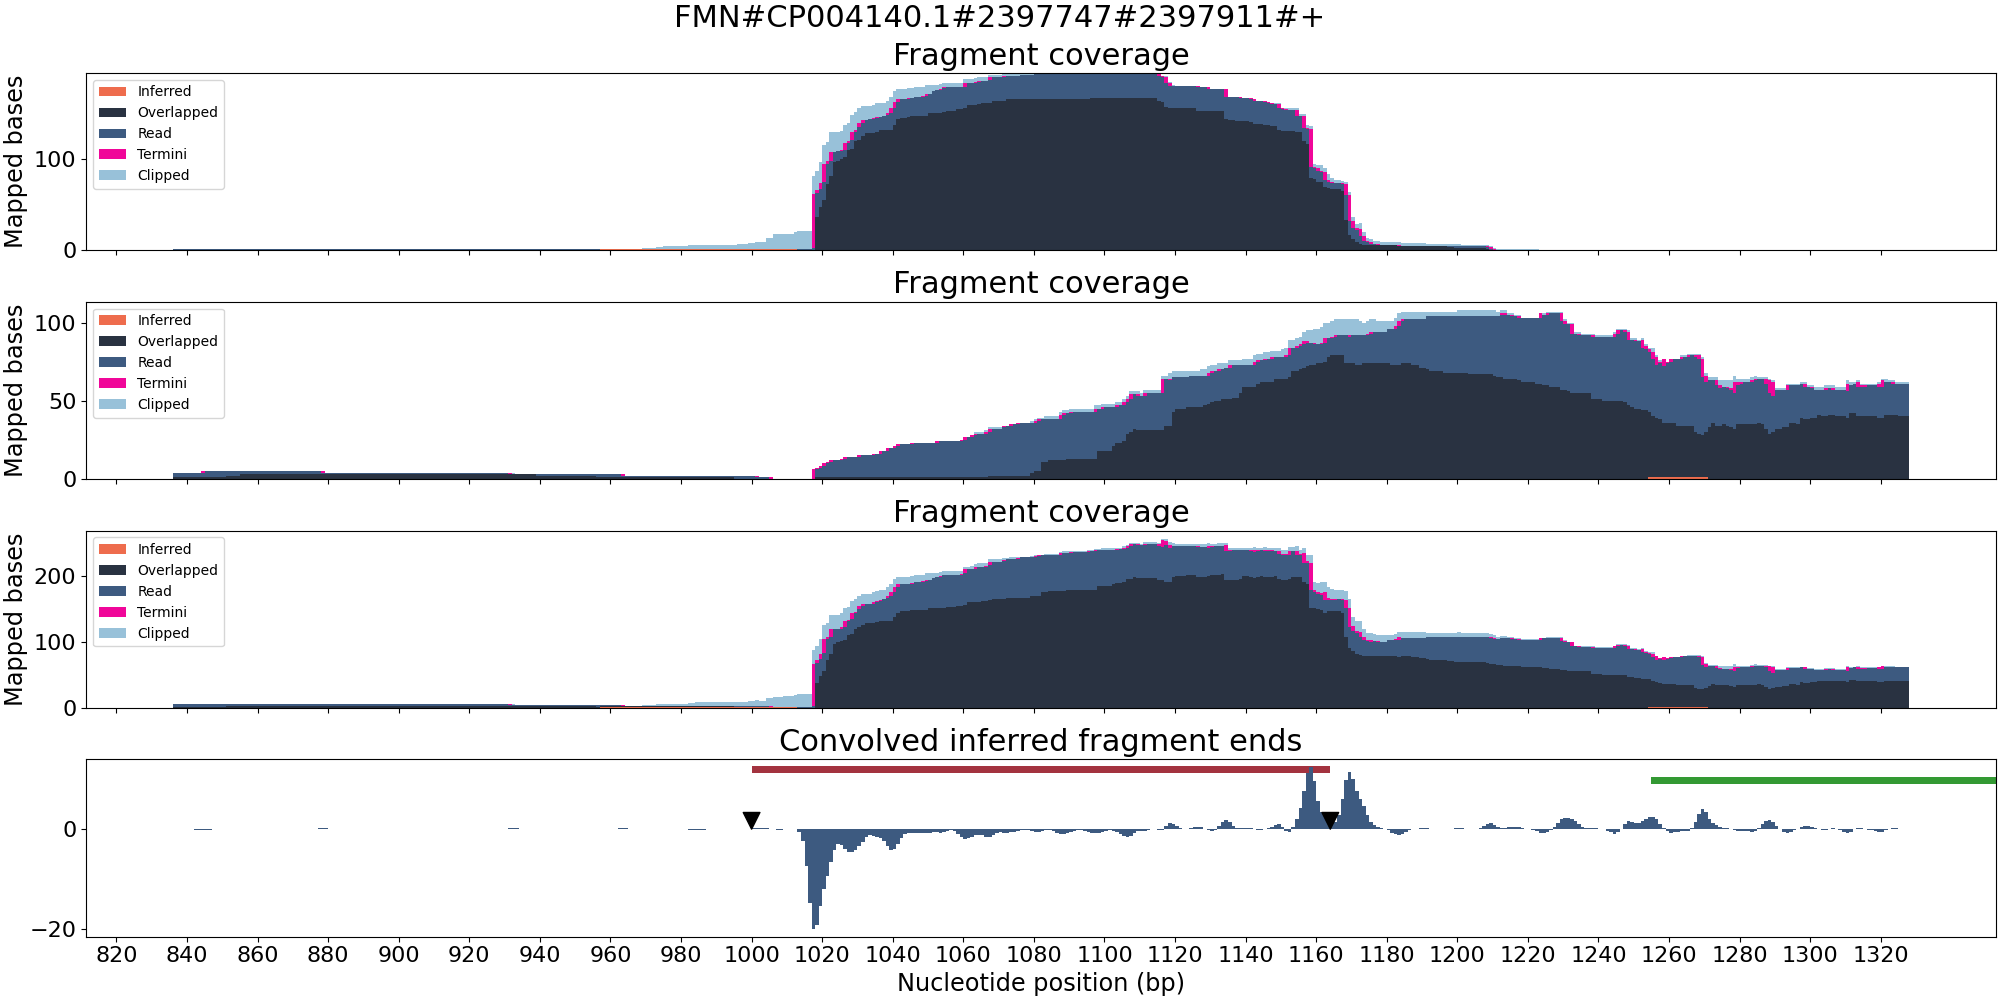 FMN#CP004140.1#2397747#2397911#+
Fragment coverage
Mapped bases
100
0
Inferred
Overlapped
Read
Termini
Clipped
Fragment coverage
Mapped bases
100
50
0
Inferred
Overlapped
Read
Termini
Clipped
Fragment coverage
Mapped bases
200
100
0
Inferred
Overlapped
Read
Termini
Clipped
Convolved inferred fragment ends
0
−20
820 840 860 880 900 920 940 960 980 1000 1020 1040 1060 1080 1100 1120 1140 1160 1180 1200 1220 1240 1260 1280 1300 1320
Nucleotide position (bp)